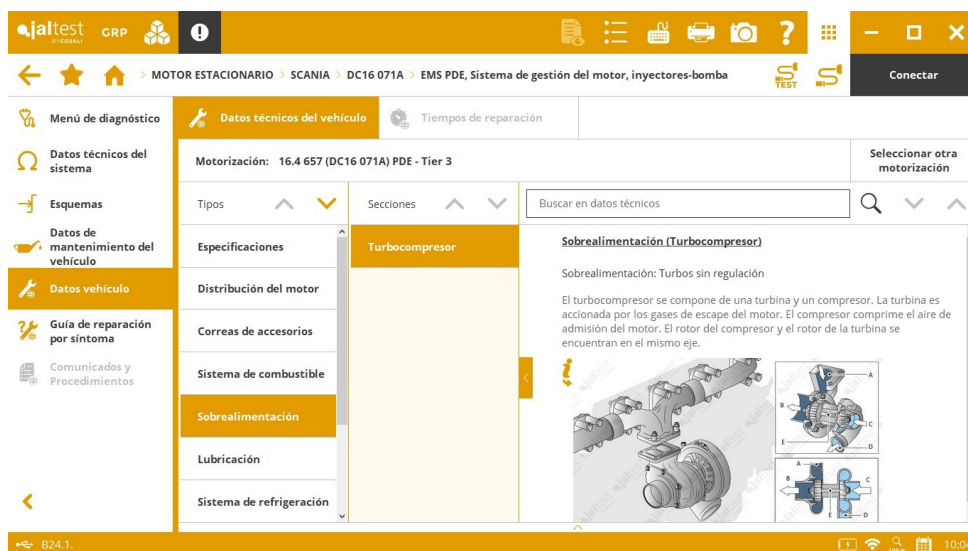 jaltest GRP
BY COJALI
MOTOR ESTACIONARIO > SCANIA > DC16 071A > EMS PDE, Sistema de gestión del motor, inyectores-bomba
TEST
Conectar
Menú de diagnóstico
Datos técnicos del
sistema
Esquemas
Datos de
mantenimiento del
vehículo
Datos vehículo
Guía de reparación
por síntoma
Comunicados y
Procedimientos
Datos técnicos del vehículo
Tiempos de reparación
Motorización: 16.4 657 (DC16 071A) PDE - Tier 3
Seleccionar otra
motorización
Tipos
Secciones
Buscar en datos técnicos
Especificaciones
Distribución del motor
Correas de accesorios
Sistema de combustible
Sobrealimentación
Lubricación
Sistema de refrigeración
Turbocompresor
Sobrealimentación (Turbocompresor)
Sobrealimentación: Turbos sin regulación
El turbocompresor se compone de una turbina y un compresor. La turbina es
accionada por los gases de escape del motor. El compresor comprime el aire de
admisión del motor. El rotor del compresor y el rotor de la turbina se
encuentran en el mismo eje.
A
B
C
E
D
A
B
C
E
D
B24.1.
100 %